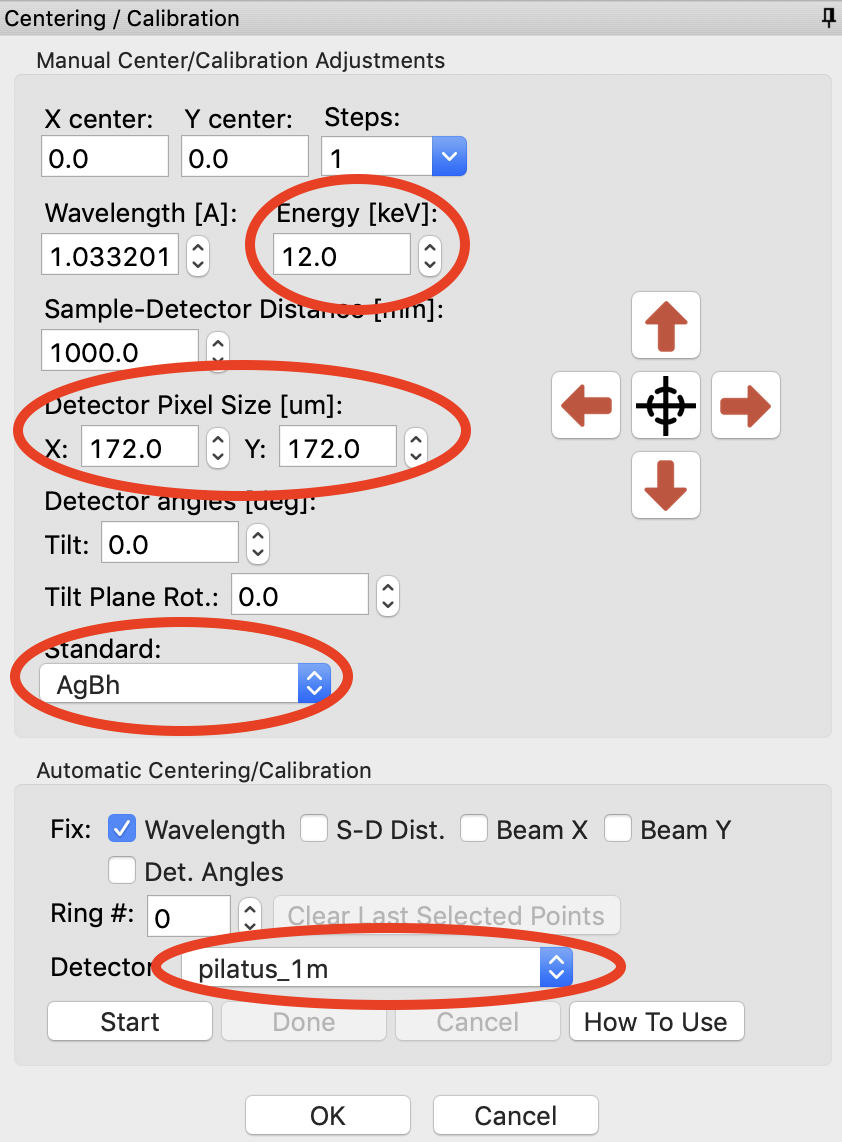 Centering / Calibration
Manual Center/Calibration Adjustments
X center: Y center: Steps:
0.0 0.0 1
Wavelength [A]: Energy [keV]:
1.033201 12.0
Sample-Detector Distance [mm]:
1000.0
Detector Pixel Size [um]:
X: 172.0 Y: 172.0
Detector angles [deg]:
Tilt: 0.0
Tilt Plane Rot.: 0.0
Standard:
AgBh
Automatic Centering/Calibration
Fix: Wavelength S-D Dist. Beam X Beam Y
Det. Angles
Ring #: 0 Clear Last Selected Points
Detector pilatus_1m
Start Done Cancel How To Use
OK Cancel